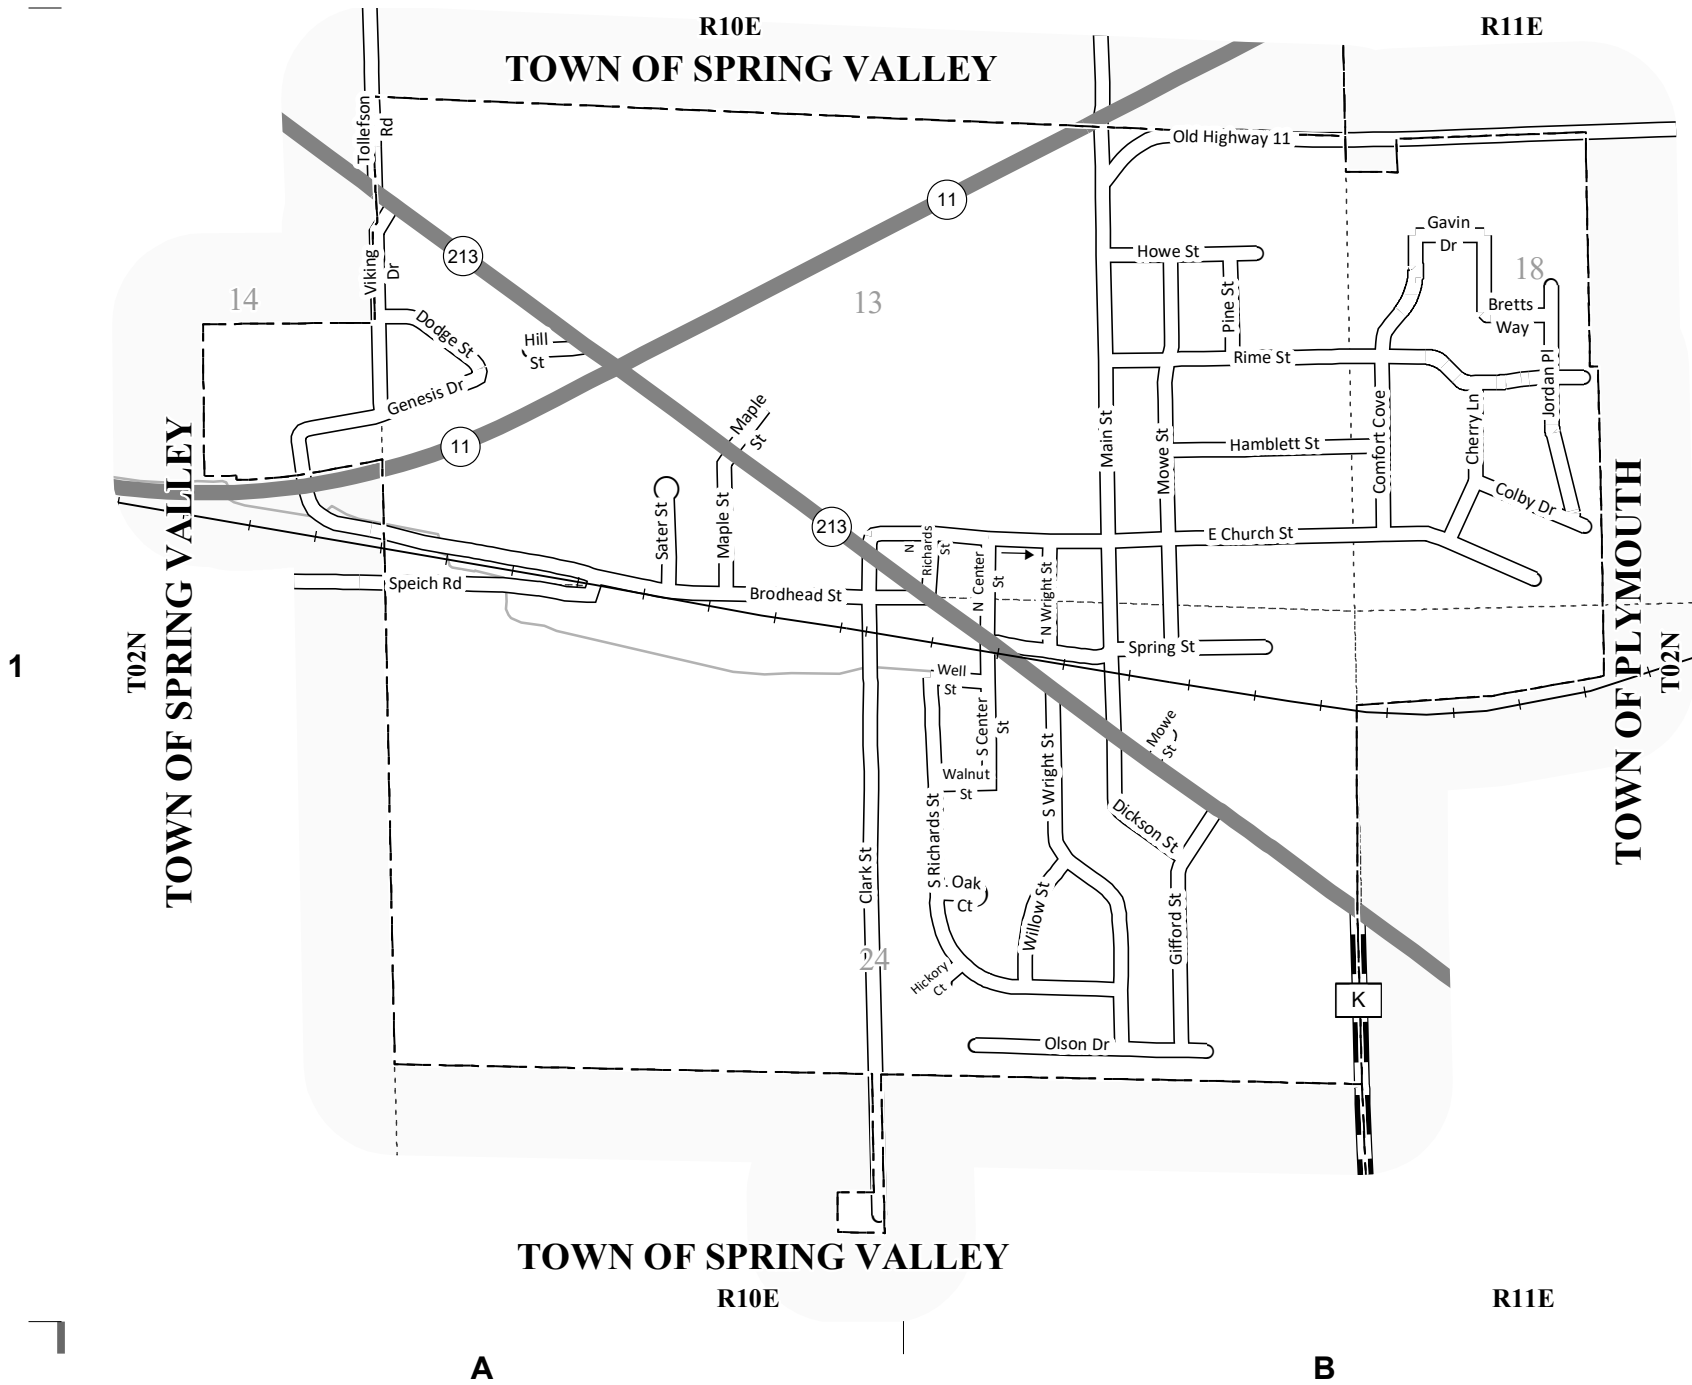 R10E
R11E
TOWN OF SPRING VALLEY
Tollefson
Rd
Old Highway 11
11
213
Viking
Dr
Howe St
Gavin
Dr
14
13
18
Pine St
Bretts
Way
Dodge St
Hill
St
Rime St
Jordan Pl
Genesis Dr
Maple
St
Comfort Cove
Cherry Ln
11
Main St
Mowe St
Hamblett St
TOWN OF SPRING VALLEY
TOWN OF PLYMOUTH
Sater St
Maple St
213
Colby Dr
N
Richards
St
E Church St
N Center
St
N Wright St
Speich Rd
Brodhead St
Spring St
1
T02N
T02N
Well
St
S Center
St
Mowe
St
S Wright St
Walnut
St
S Richards St
Dickson St
Clark St
Oak
Ct
Willow St
Gifford St
24
Hickory
Ct
K
Olson Dr
TOWN OF SPRING VALLEY
R10E
R11E
A
B